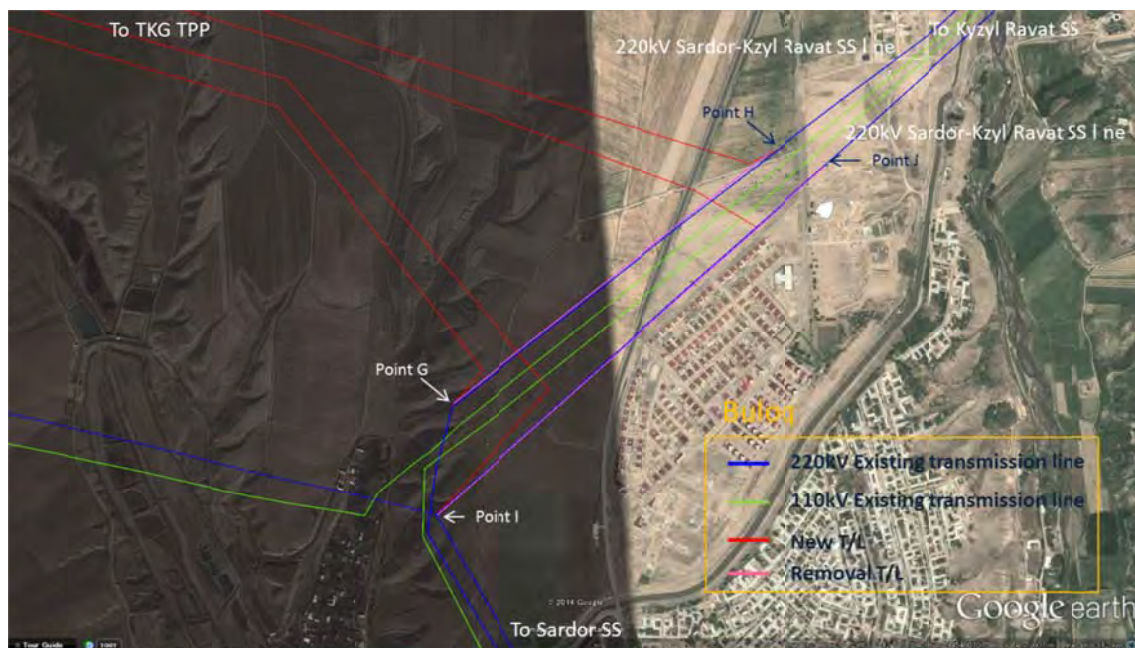 To TKG TPP
To Kyzyl Ravat SS
220kV Sardor-Kzyl Ravat SS l ne
Point H
220kV Sardor-Kzyl Ravat SS l ne
Point J
Point G
Buloq
220kV Existing transmission line
110kV Existing transmission line
Point I
New T/L
Removal T/L
© 2014 Google
Google earth
To Sardor SS
Tour Guide